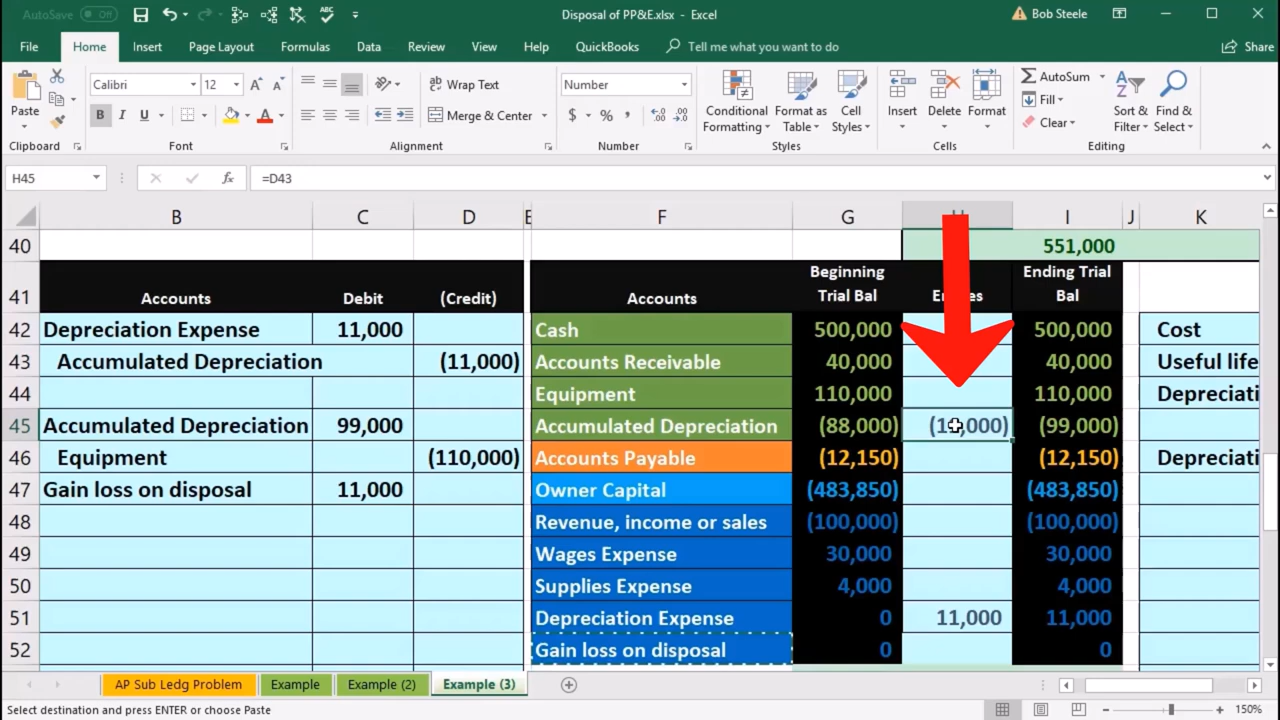 AutoSave Off Disposal of PP&E.xlsx - Excel Bob Steele
File Home Insert Page Layout Formulas Data Review View Help QuickBooks Tell me what you want to do Share
Calibri 12 Wrap Text Number AutoSum
Paste Conditional Format as Cell Insert Delete Format Fill Sort & Find &
B I U Merge & Center $ % Formatting Table Styles Clear Filter Select
Clipboard Font Alignment Number Styles Cells Editing
H45 fx =D43
B C D E F G I J K
40 551,000
Beginning Ending Trial
41 Accounts Debit (Credit) Accounts Trial Bal Bal
42 Depreciation Expense 11,000 Cash 500,000 500,000 Cost
43 Accumulated Depreciation (11,000) Accounts Receivable 40,000 40,000 Useful life
44 Equipment 110,000 110,000 Depreciati
45 Accumulated Depreciation 99,000 Accumulated Depreciation (88,000) (99,000)
46 Equipment (110,000) Accounts Payable (12,150) (12,150) Depreciati
47 Gain loss on disposal 11,000 Owner Capital (483,850) (483,850)
48 Revenue, income or sales (100,000) (100,000)
49 Wages Expense 30,000 30,000
50 Supplies Expense 4,000 4,000
51 Depreciation Expense 0 11,000 11,000
52 Gain loss on disposal 0 0
AP Sub Ledg Problem Example Example (2) Example (3)
Select destination and press ENTER or choose Paste 150%